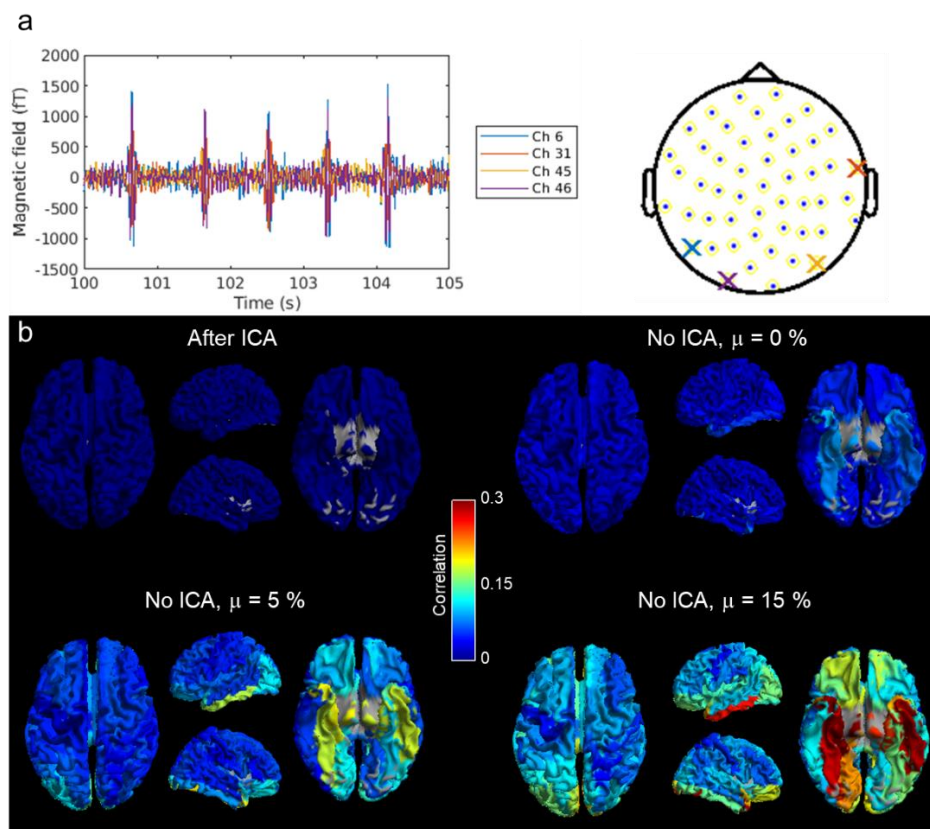 a
2000
1500
1000
500
0
-500
-1000
-1500
Magnetic field (fT)
100 101 102 103 104 105
Time (s)
Ch 6
Ch 31
Ch 45
Ch 46
b
After ICA
No ICA, μ = 0 %
0.3
0.15
0
Correlation
No ICA, μ = 5 %
No ICA, μ = 15 %